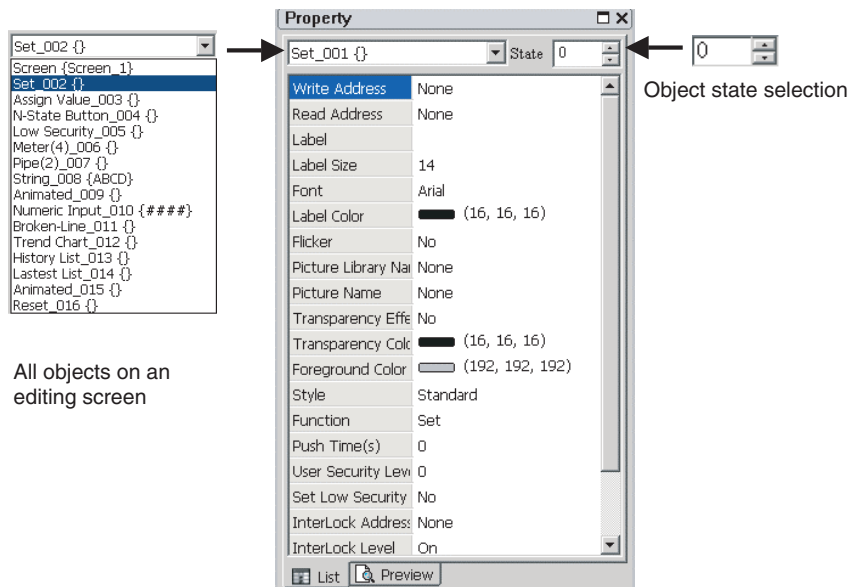 Set_002 {}
Screen {Screen_1}
Set_002 {}
Assign Value_003 {}
N-State Button_004 {}
Low Security_005 {}
Meter(4)_006 {}
Pipe(2)_007 {}
String_008 {ABCD}
Animated_009 {}
Numeric Input_010 {####}
Broken-Line_011 {}
Trend Chart_012 {}
History List_013 {}
Lastest List_014 {}
Animated_015 {}
Reset_016 {}
All objects on an
editing screen
Property
Set_001 {} State 0
Write Address None
Read Address None
Label
Label Size 14
Font Arial
Label Color (16, 16, 16)
Flicker No
Picture Library Nai None
Picture Name None
Transparency Effe No
Transparency Colc (16, 16, 16)
Foreground Color (192, 192, 192)
Style Standard
Function Set
Push Time(s) 0
User Security Leve 0
Set Low Security No
InterLock Address None
InterLock Level On
List Preview
0
Object state selection